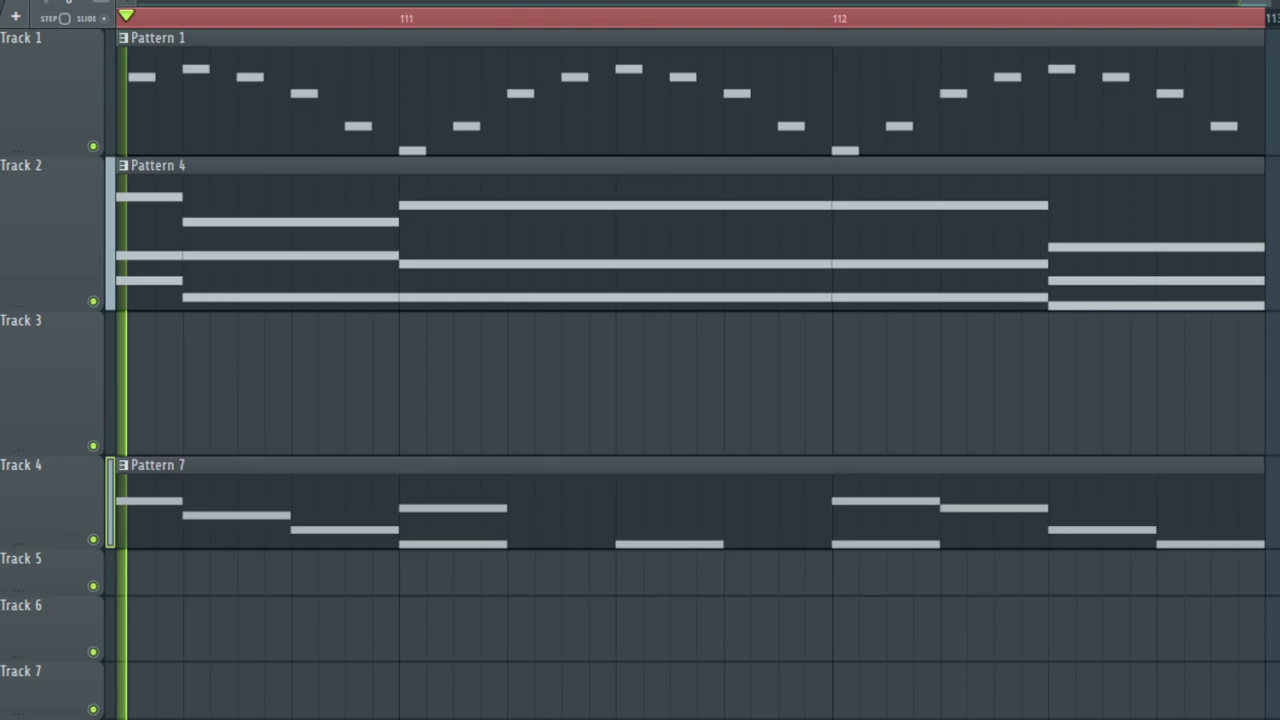 + STEP SLIDE
111 112 113
Track 1 Pattern 1
Track 2 Pattern 4
Track 3
Track 4 Pattern 7
Track 5
Track 6
Track 7